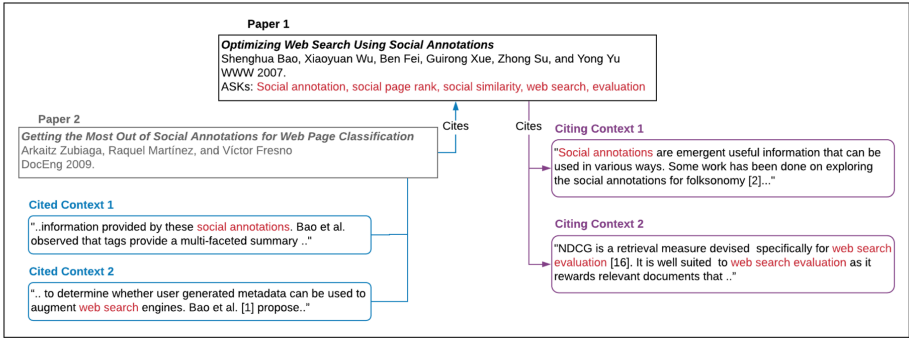 Paper 1
Optimizing Web Search Using Social Annotations
Shenghua Bao, Xiaoyuan Wu, Ben Fei, Guirong Xue, Zhong Su, and Yong Yu
WWW 2007.
ASKs: Social annotation, social page rank, social similarity, web search, evaluation
Paper 2
Getting the Most Out of Social Annotations for Web Page Classification
Arkaitz Zubiaga, Raquel Martínez, and Víctor Fresno
DocEng 2009.
Cites
Cites
Cited Context 1
"..information provided by these social annotations. Bao et al.
observed that tags provide a multi-faceted summary .."
Cited Context 2
".. to determine whether user generated metadata can be used to
augment web search engines. Bao et al. [1] propose.."
Citing Context 1
"Social annotations are emergent useful information that can be
used in various ways. Some work has been done on exploring
the social annotations for folksonomy [2]..."
Citing Context 2
"NDCG is a retrieval measure devised specifically for web search
evaluation [16]. It is well suited to web search evaluation as it
rewards relevant documents that .."